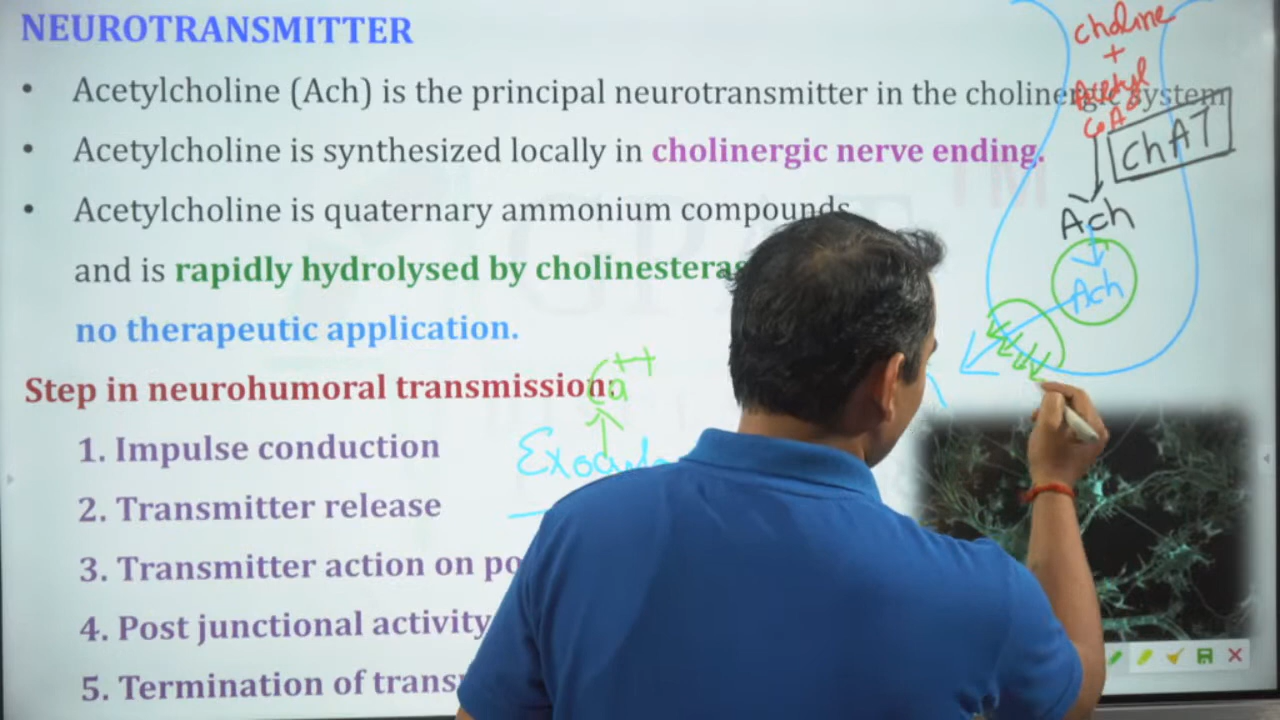 NEUROTRANSMITTER
• Acetylcholine (Ach) is the principal neurotransmitter in the cholinergic system
• Acetylcholine is synthesized locally in cholinergic nerve ending.
• Acetylcholine is quaternary ammonium compounds
and is rapidly hydrolysed by cholinesteras
no therapeutic application.
Step in neurohumoral transmission:
1. Impulse conduction
2. Transmitter release
3. Transmitter action on po
4. Post junctional activity
5. Termination of trans
choline
+
Acetyl
CoA
ChAT
Ach
Ach
Ca++